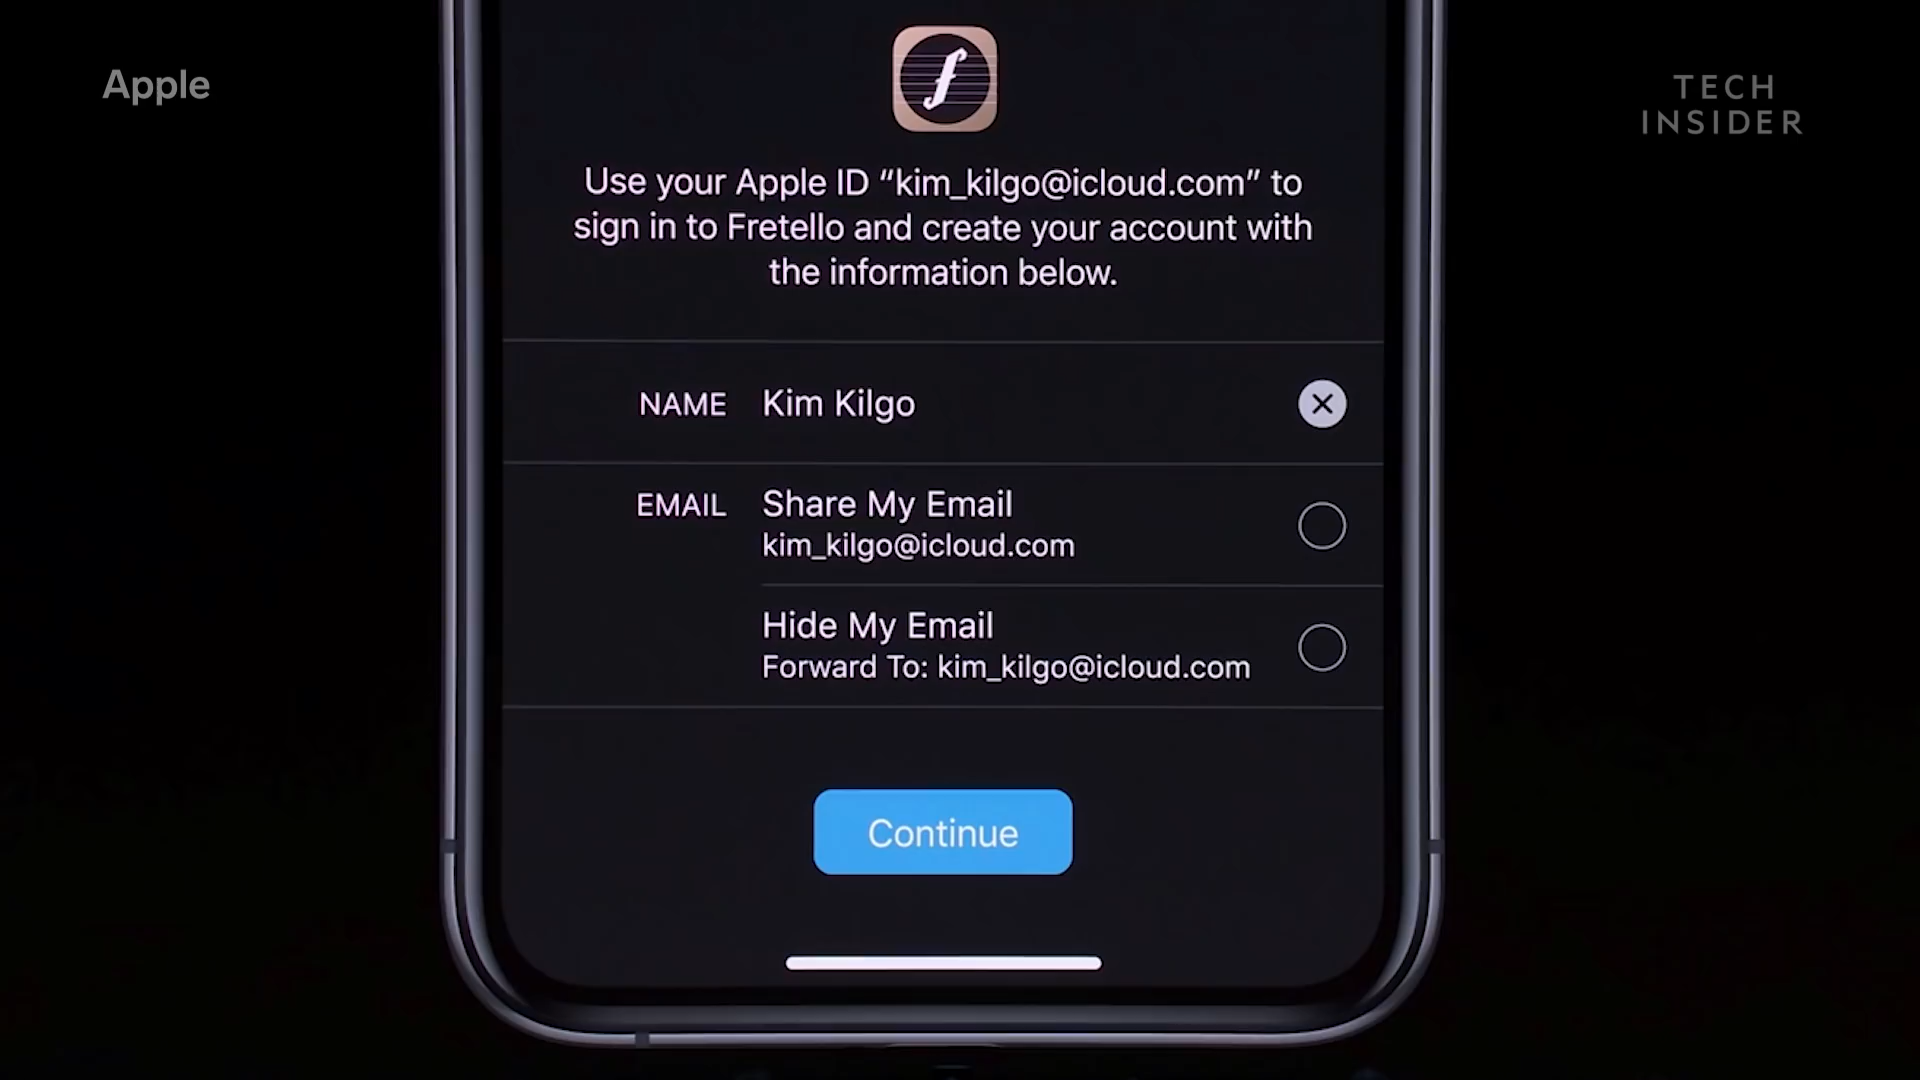 Apple
TECH
INSIDER
Use your Apple ID “kim_kilgo@icloud.com” to
sign in to Fretello and create your account with
the information below.
NAME Kim Kilgo
EMAIL Share My Email
kim_kilgo@icloud.com
Hide My Email
Forward To: kim_kilgo@icloud.com
Continue